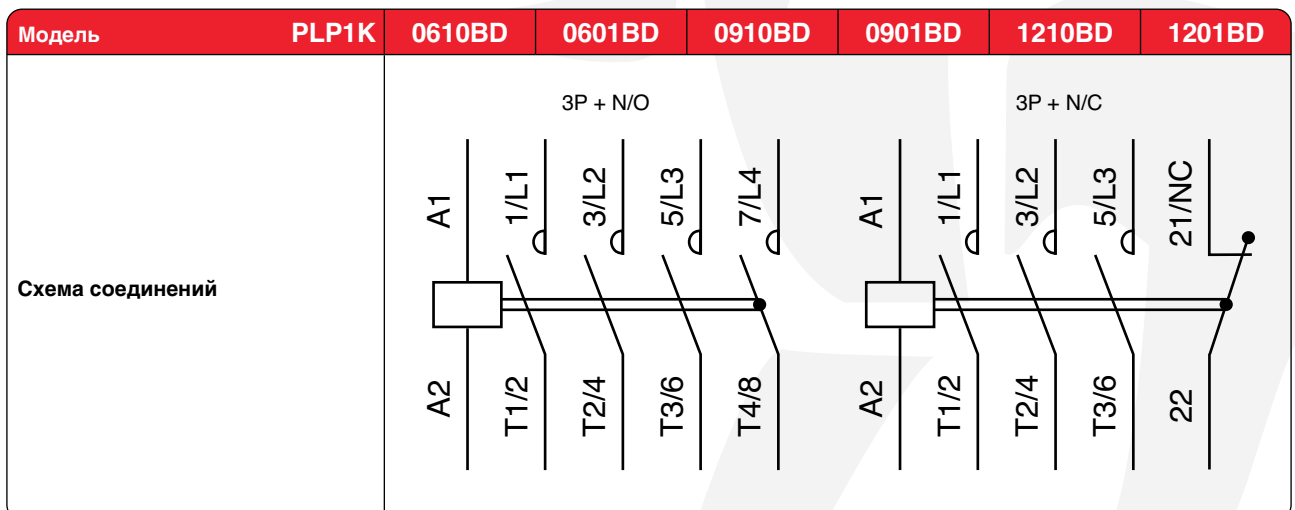 Модель PLP1K 0610BD 0601BD 0910BD 0901BD 1210BD 1201BD
3P + N/O 3P + N/C
A1 1/L1 3/L2 5/L3 7/L4 A1 1/L1 3/L2 5/L3 21/NC
Схема соединений
A2 T1/2 T2/4 T3/6 T4/8 A2 T1/2 T2/4 T3/6 22